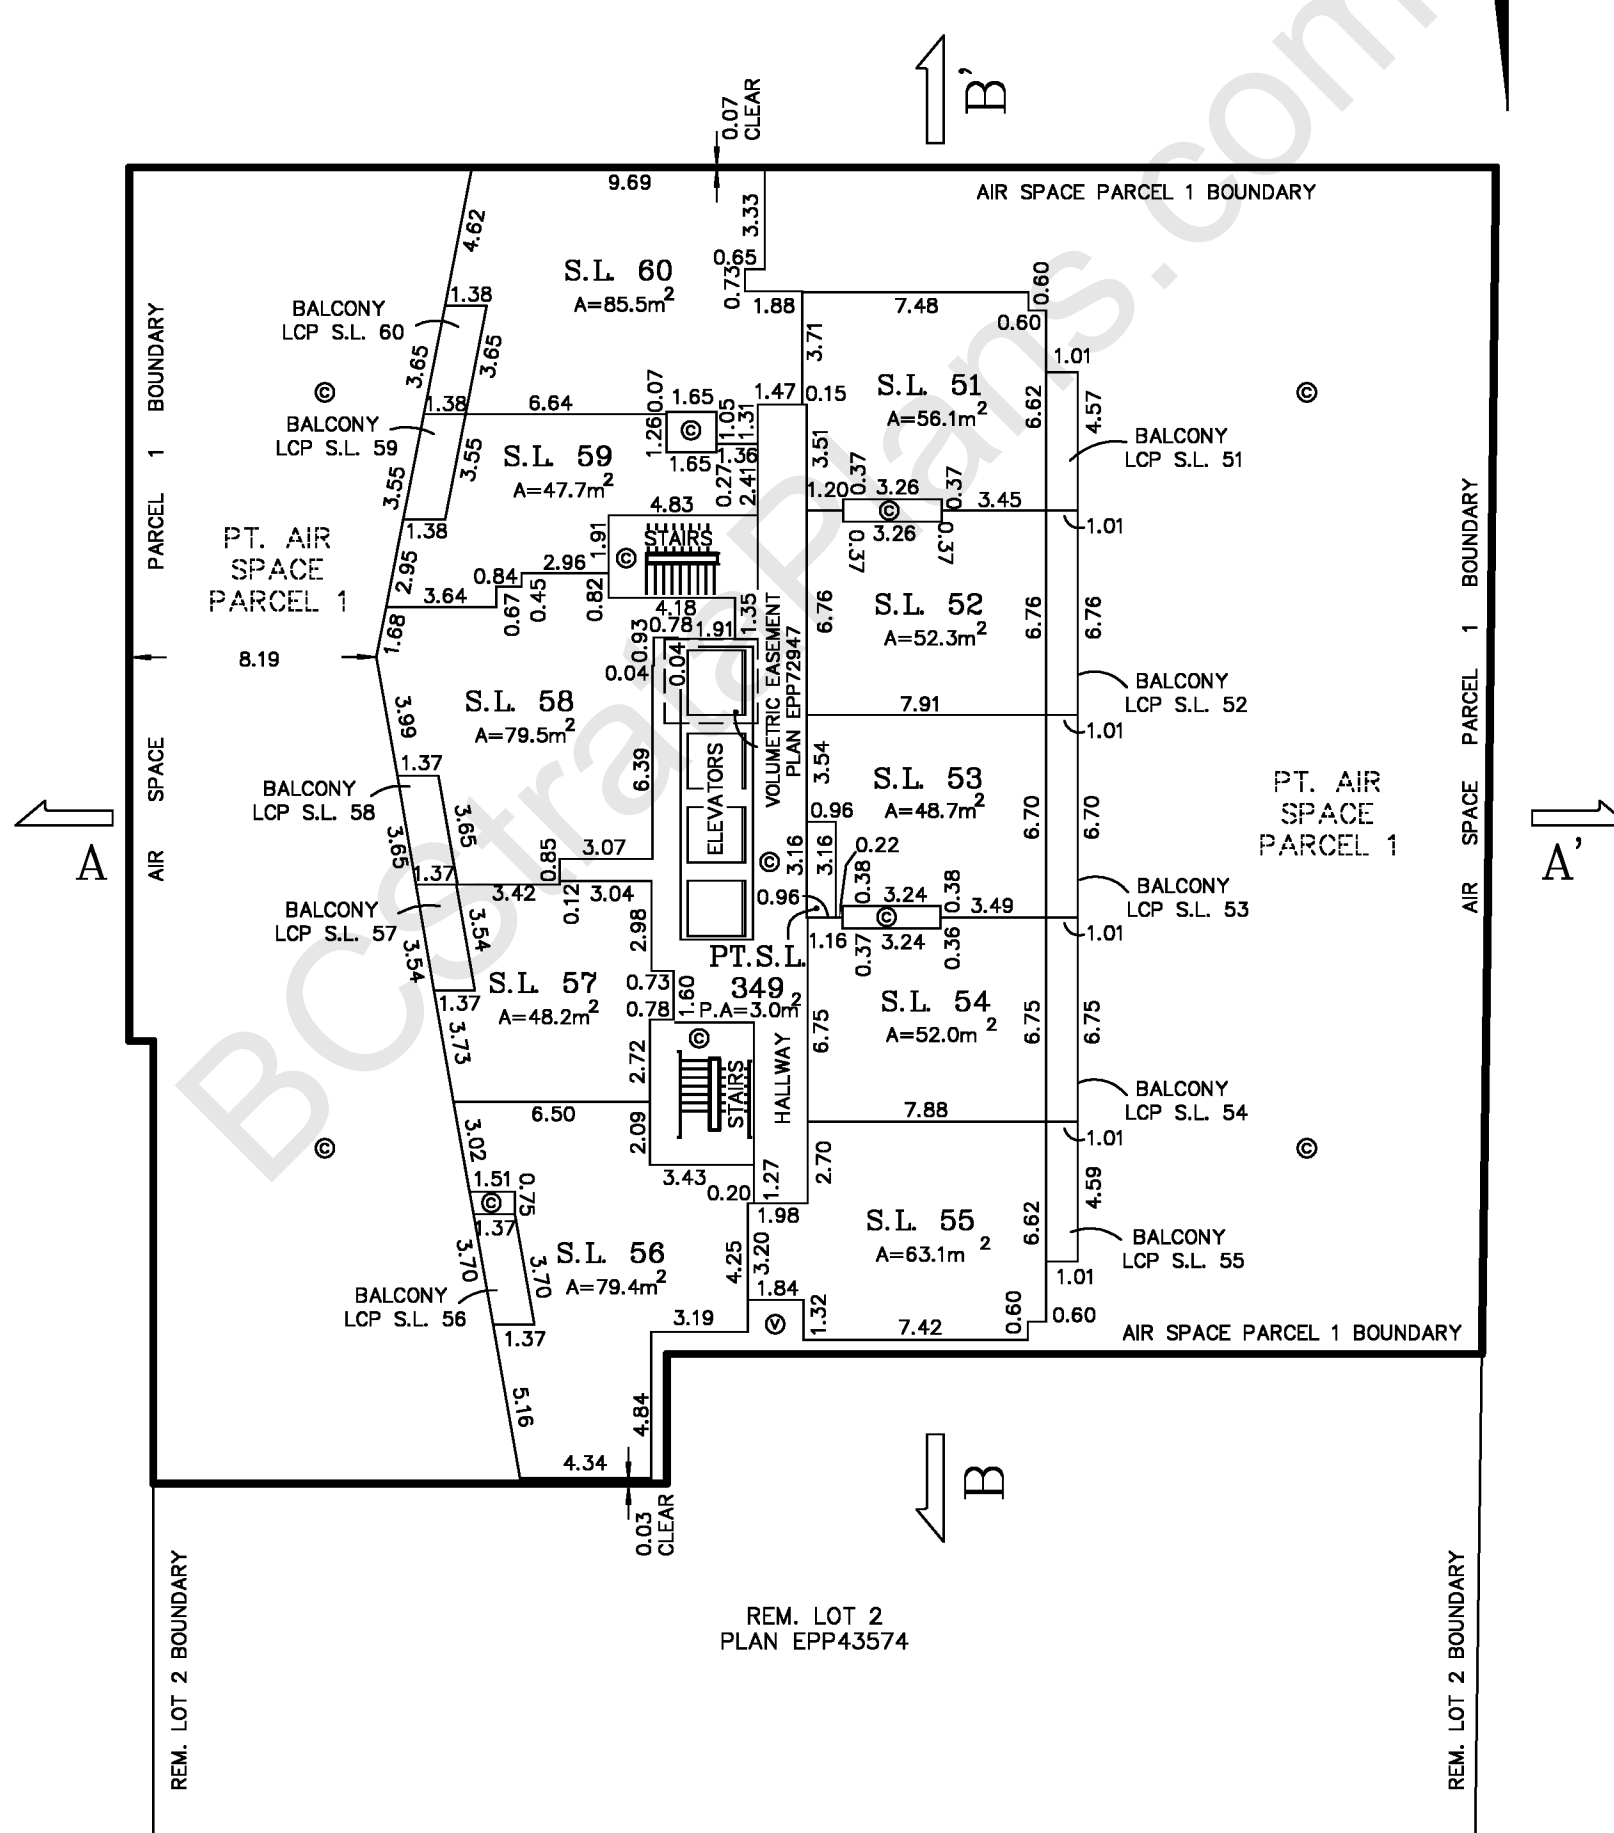 B'
0.07
CLEAR
9.69
AIR SPACE PARCEL 1 BOUNDARY
4.62
3.33
0.65
0.73
S.L. 60
A=85.5m2
1.88
7.48
0.60
0.60
1.38
BALCONY
LCP S.L. 60
3.65
3.65
3.71
1.01
AIR SPACE PARCEL 1 BOUNDARY
©
1.38
6.64
0.07
1.65
1.47
0.15
S.L. 51
A=56.1m2
6.62
4.57
©
BALCONY
LCP S.L. 59
1.26
©
1.05
1.31
1.65
1.36
BALCONY
LCP S.L. 51
3.55
3.55
S.L. 59
A=47.7m2
0.27
2.41
3.51
1.20
0.37
3.26
0.37
3.45
©
3.26
0.37
0.37
1.01
1.38
4.83
STAIRS
©
1.91
PT. AIR
SPACE
PARCEL 1
2.95
3.64
0.84
0.67
0.45
2.96
0.82
4.18
1.35
6.76
S.L. 52
A=52.3m2
6.76
6.76
AIR SPACE PARCEL 1 BOUNDARY
1.68
8.19
0.93
0.78
1.91
0.04
0.04
VOLUMETRIC EASEMENT
PLAN EPP72947
BALCONY
LCP S.L. 52
S.L. 58
A=79.5m2
3.99
7.91
1.01
6.39
ELEVATORS
3.54
1.37
BALCONY
LCP S.L. 58
3.65
3.65
S.L. 53
A=48.7m2
6.70
6.70
PT. AIR
SPACE
PARCEL 1
A
A'
0.96
3.16
3.16
0.22
©
0.85
3.07
1.37
3.42
0.12
3.04
0.96
0.38
3.24
0.38
3.49
©
BALCONY
LCP S.L. 53
BALCONY
LCP S.L. 57
3.54
3.54
2.98
1.16
0.37
3.24
0.36
1.01
PT.S.L.
349
P.A=3.0m2
S.L. 57
A=48.2m2
1.37
0.73
0.78
1.60
S.L. 54
A=52.0m2
6.75
6.75
6.75
3.73
2.72
©
STAIRS
HALLWAY
BALCONY
LCP S.L. 54
6.50
7.88
1.01
3.02
2.09
2.70
©
©
1.51
0.75
©
3.43
0.20
1.27
1.98
4.59
6.62
1.37
S.L. 55
A=63.1m2
BALCONY
LCP S.L. 55
3.70
3.70
S.L. 56
A=79.4m2
4.25
3.20
1.84
1.01
BALCONY
LCP S.L. 56
1.37
3.19
Ⓥ
1.32
7.42
0.60
0.60
AIR SPACE PARCEL 1 BOUNDARY
5.16
4.84
4.34
0.03
CLEAR
B
REM. LOT 2 BOUNDARY
REM. LOT 2
PLAN EPP43574
REM. LOT 2 BOUNDARY
BCStrataPlans.com